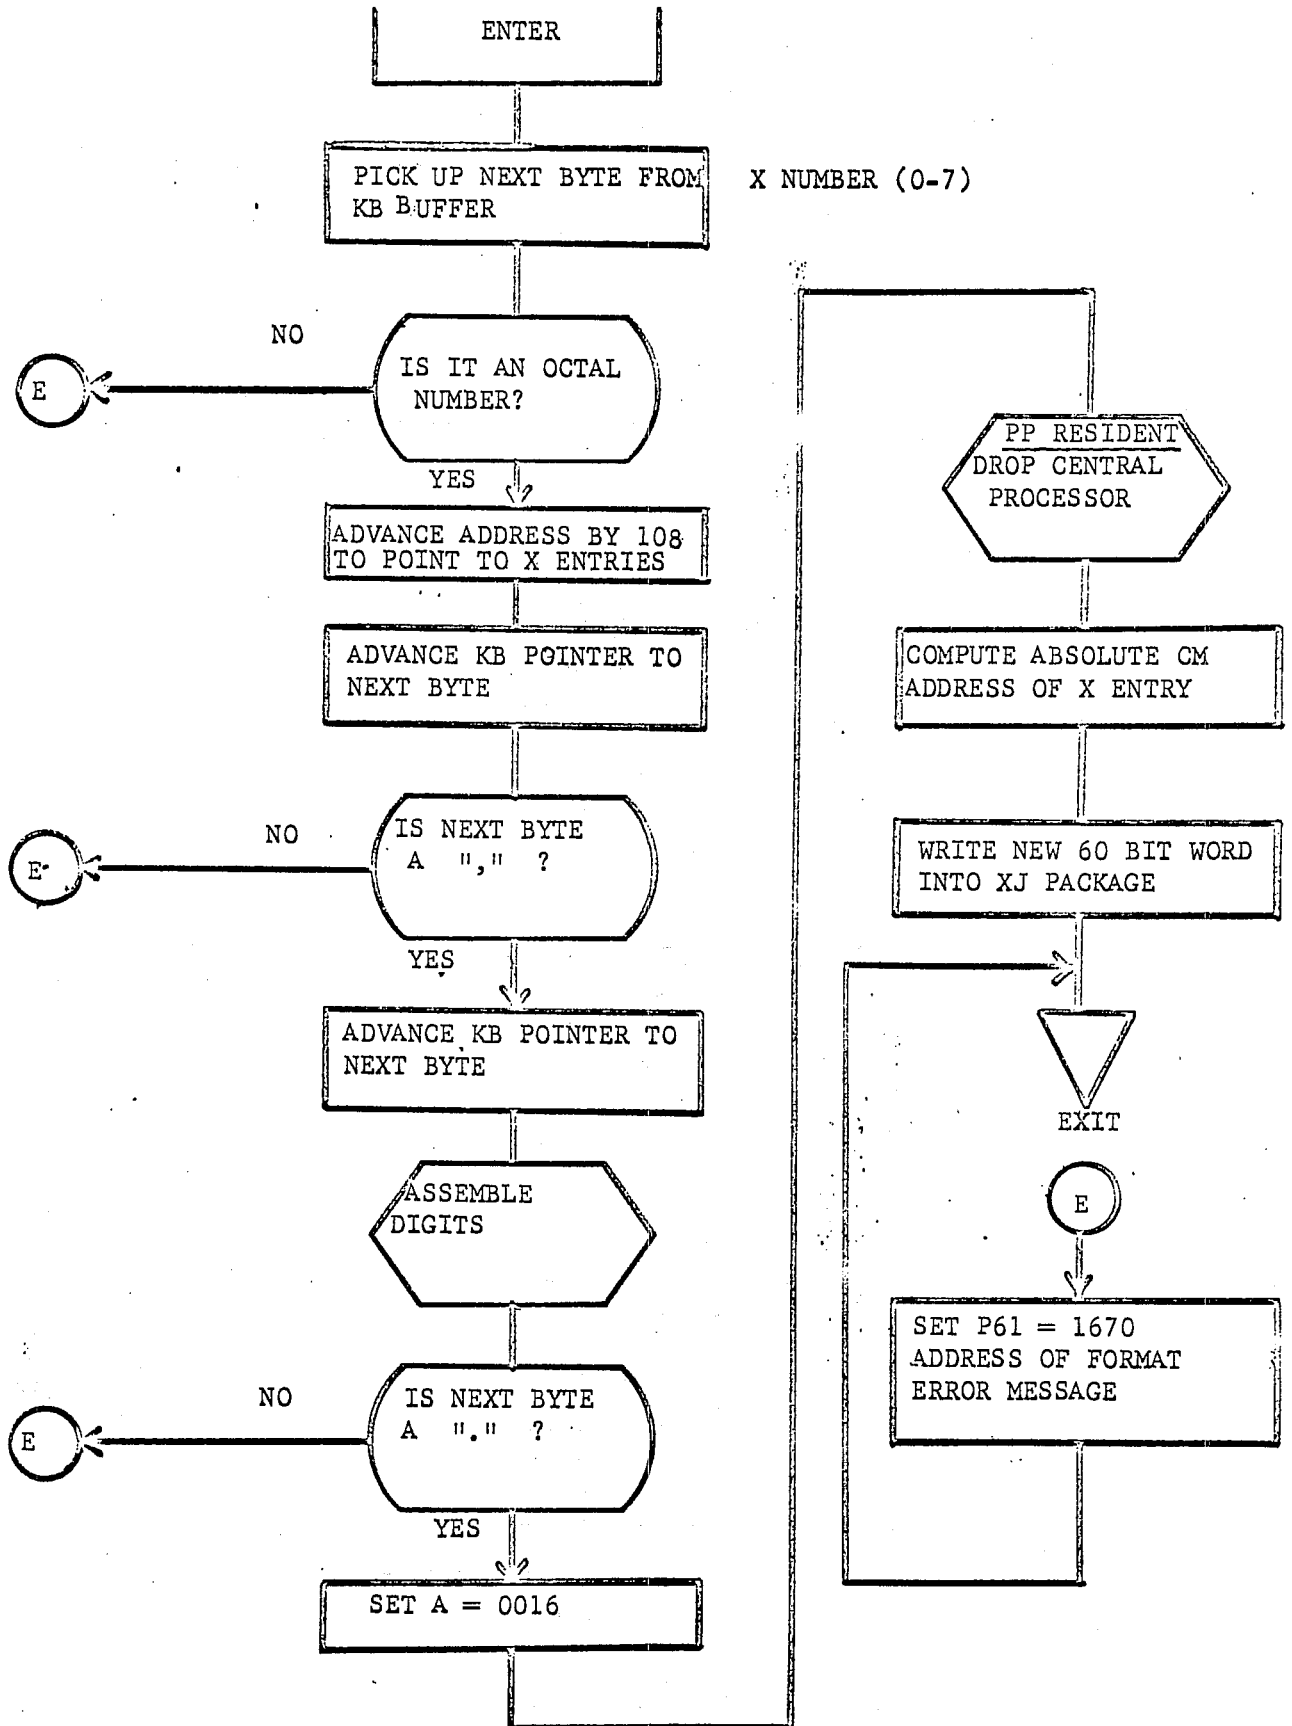 ENTER
PICK UP NEXT BYTE FROM
KB BUFFER
X NUMBER (0-7)
NO
E
IS IT AN OCTAL
NUMBER?
YES
ADVANCE ADDRESS BY 108
TO POINT TO X ENTRIES
ADVANCE KB POINTER TO
NEXT BYTE
NO
E
IS NEXT BYTE
A "," ?
YES
ADVANCE KB POINTER TO
NEXT BYTE
ASSEMBLE
DIGITS
NO
E
IS NEXT BYTE
A "." ?
YES
SET A = 0016
PP RESIDENT
DROP CENTRAL
PROCESSOR
COMPUTE ABSOLUTE CM
ADDRESS OF X ENTRY
WRITE NEW 60 BIT WORD
INTO XJ PACKAGE
EXIT
E
SET P61 = 1670
ADDRESS OF FORMAT
ERROR MESSAGE